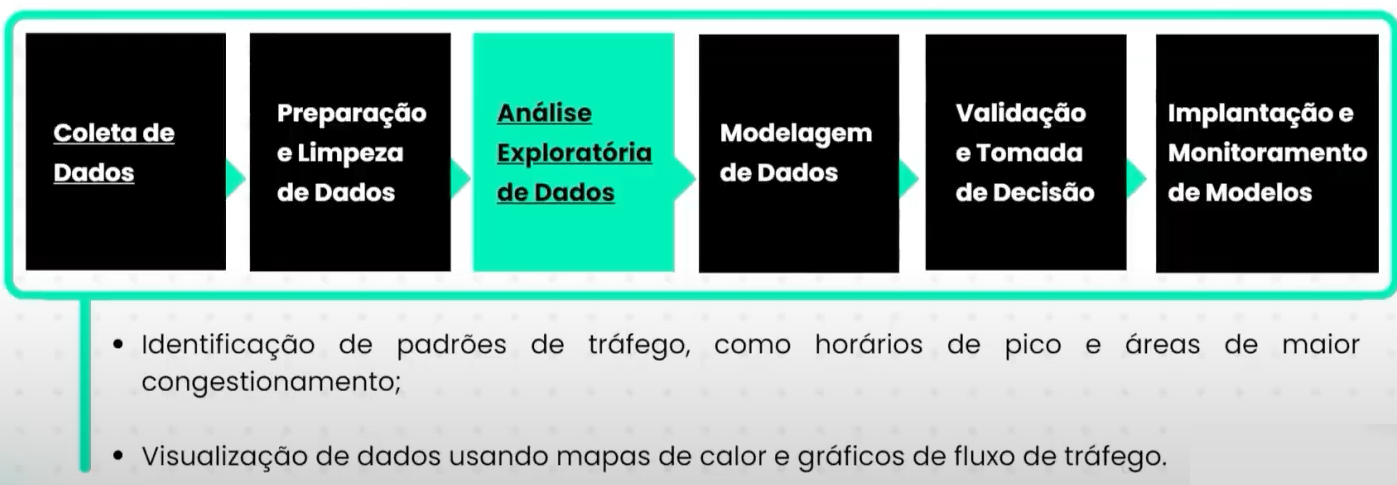 Coleta de
Dados
Preparação
e Limpeza
de Dados
Análise
Exploratória
de Dados
Modelagem
de Dados
Validação
e Tomada
de Decisão
Implantação e
Monitoramento
de Modelos
• Identificação de padrões de tráfego, como horários de pico e áreas de maior
congestionamento;
• Visualização de dados usando mapas de calor e gráficos de fluxo de tráfego.